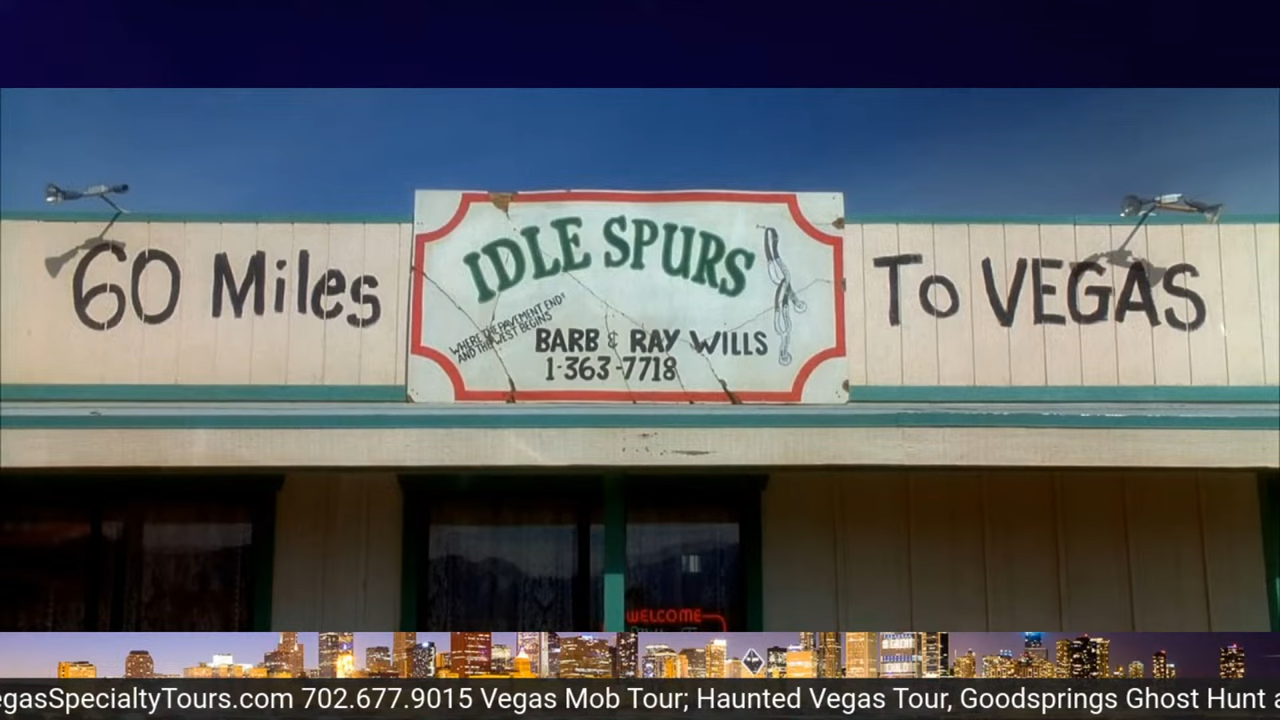 60 Miles
IDLE SPURS
To VEGAS
WHERE THE PAVEMENT ENDS
AND THE WEST BEGINS
BARB & RAY WILLS
1-363-7718
WELCOME
egasSpecialtyTours.com 702.677.9015 Vegas Mob Tour; Haunted Vegas Tour, Goodsprings Ghost Hunt a